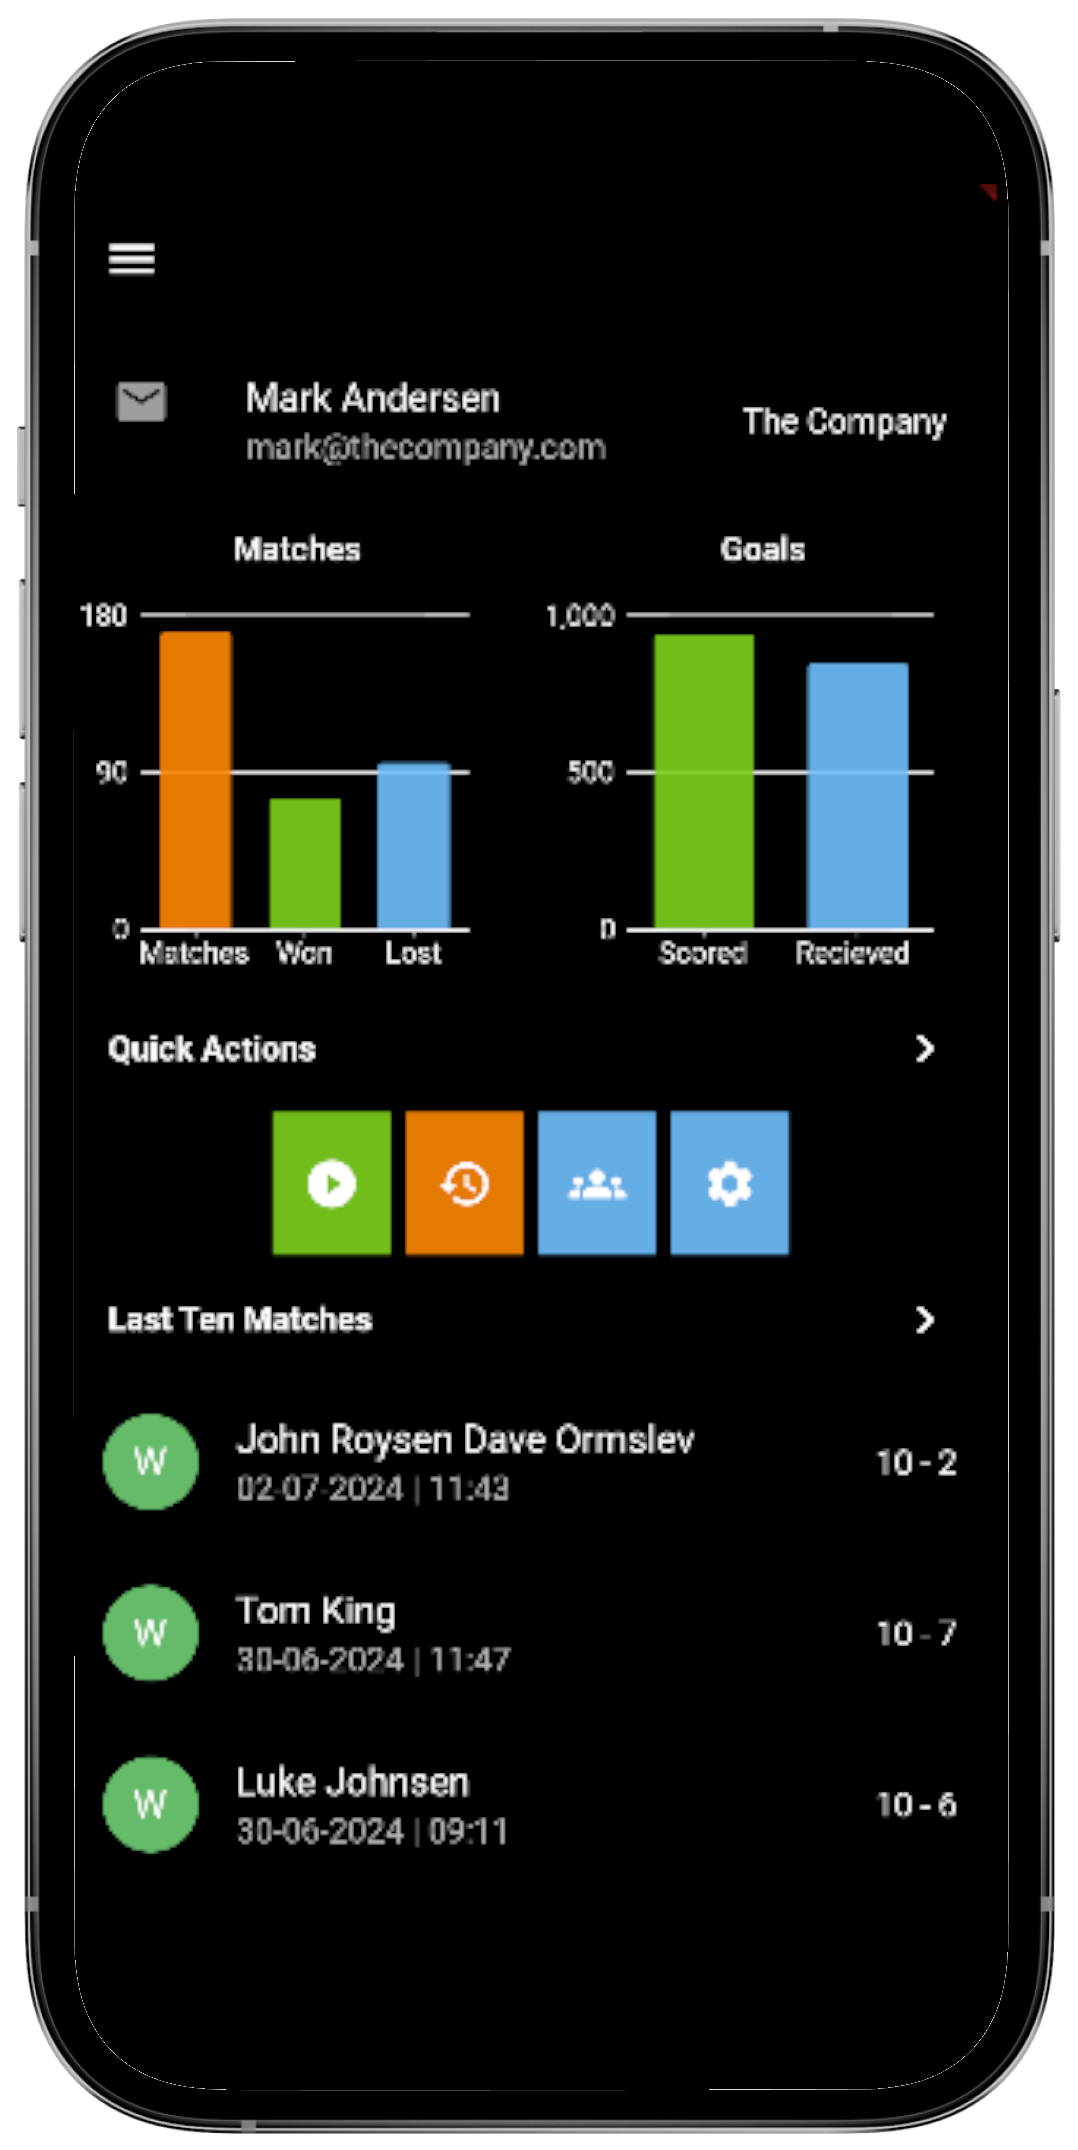 Mark Andersen
mark@thecompany.com
The Company
Matches
180
90
0
Matches Won Lost
Goals
1,000
500
0
Scored Recieved
Quick Actions
Last Ten Matches
W
John Roysen Dave Ormslev
02-07-2024 | 11:43
10 - 2
W
Tom King
30-06-2024 | 11:47
10 - 7
W
Luke Johnsen
30-06-2024 | 09:11
10 - 6